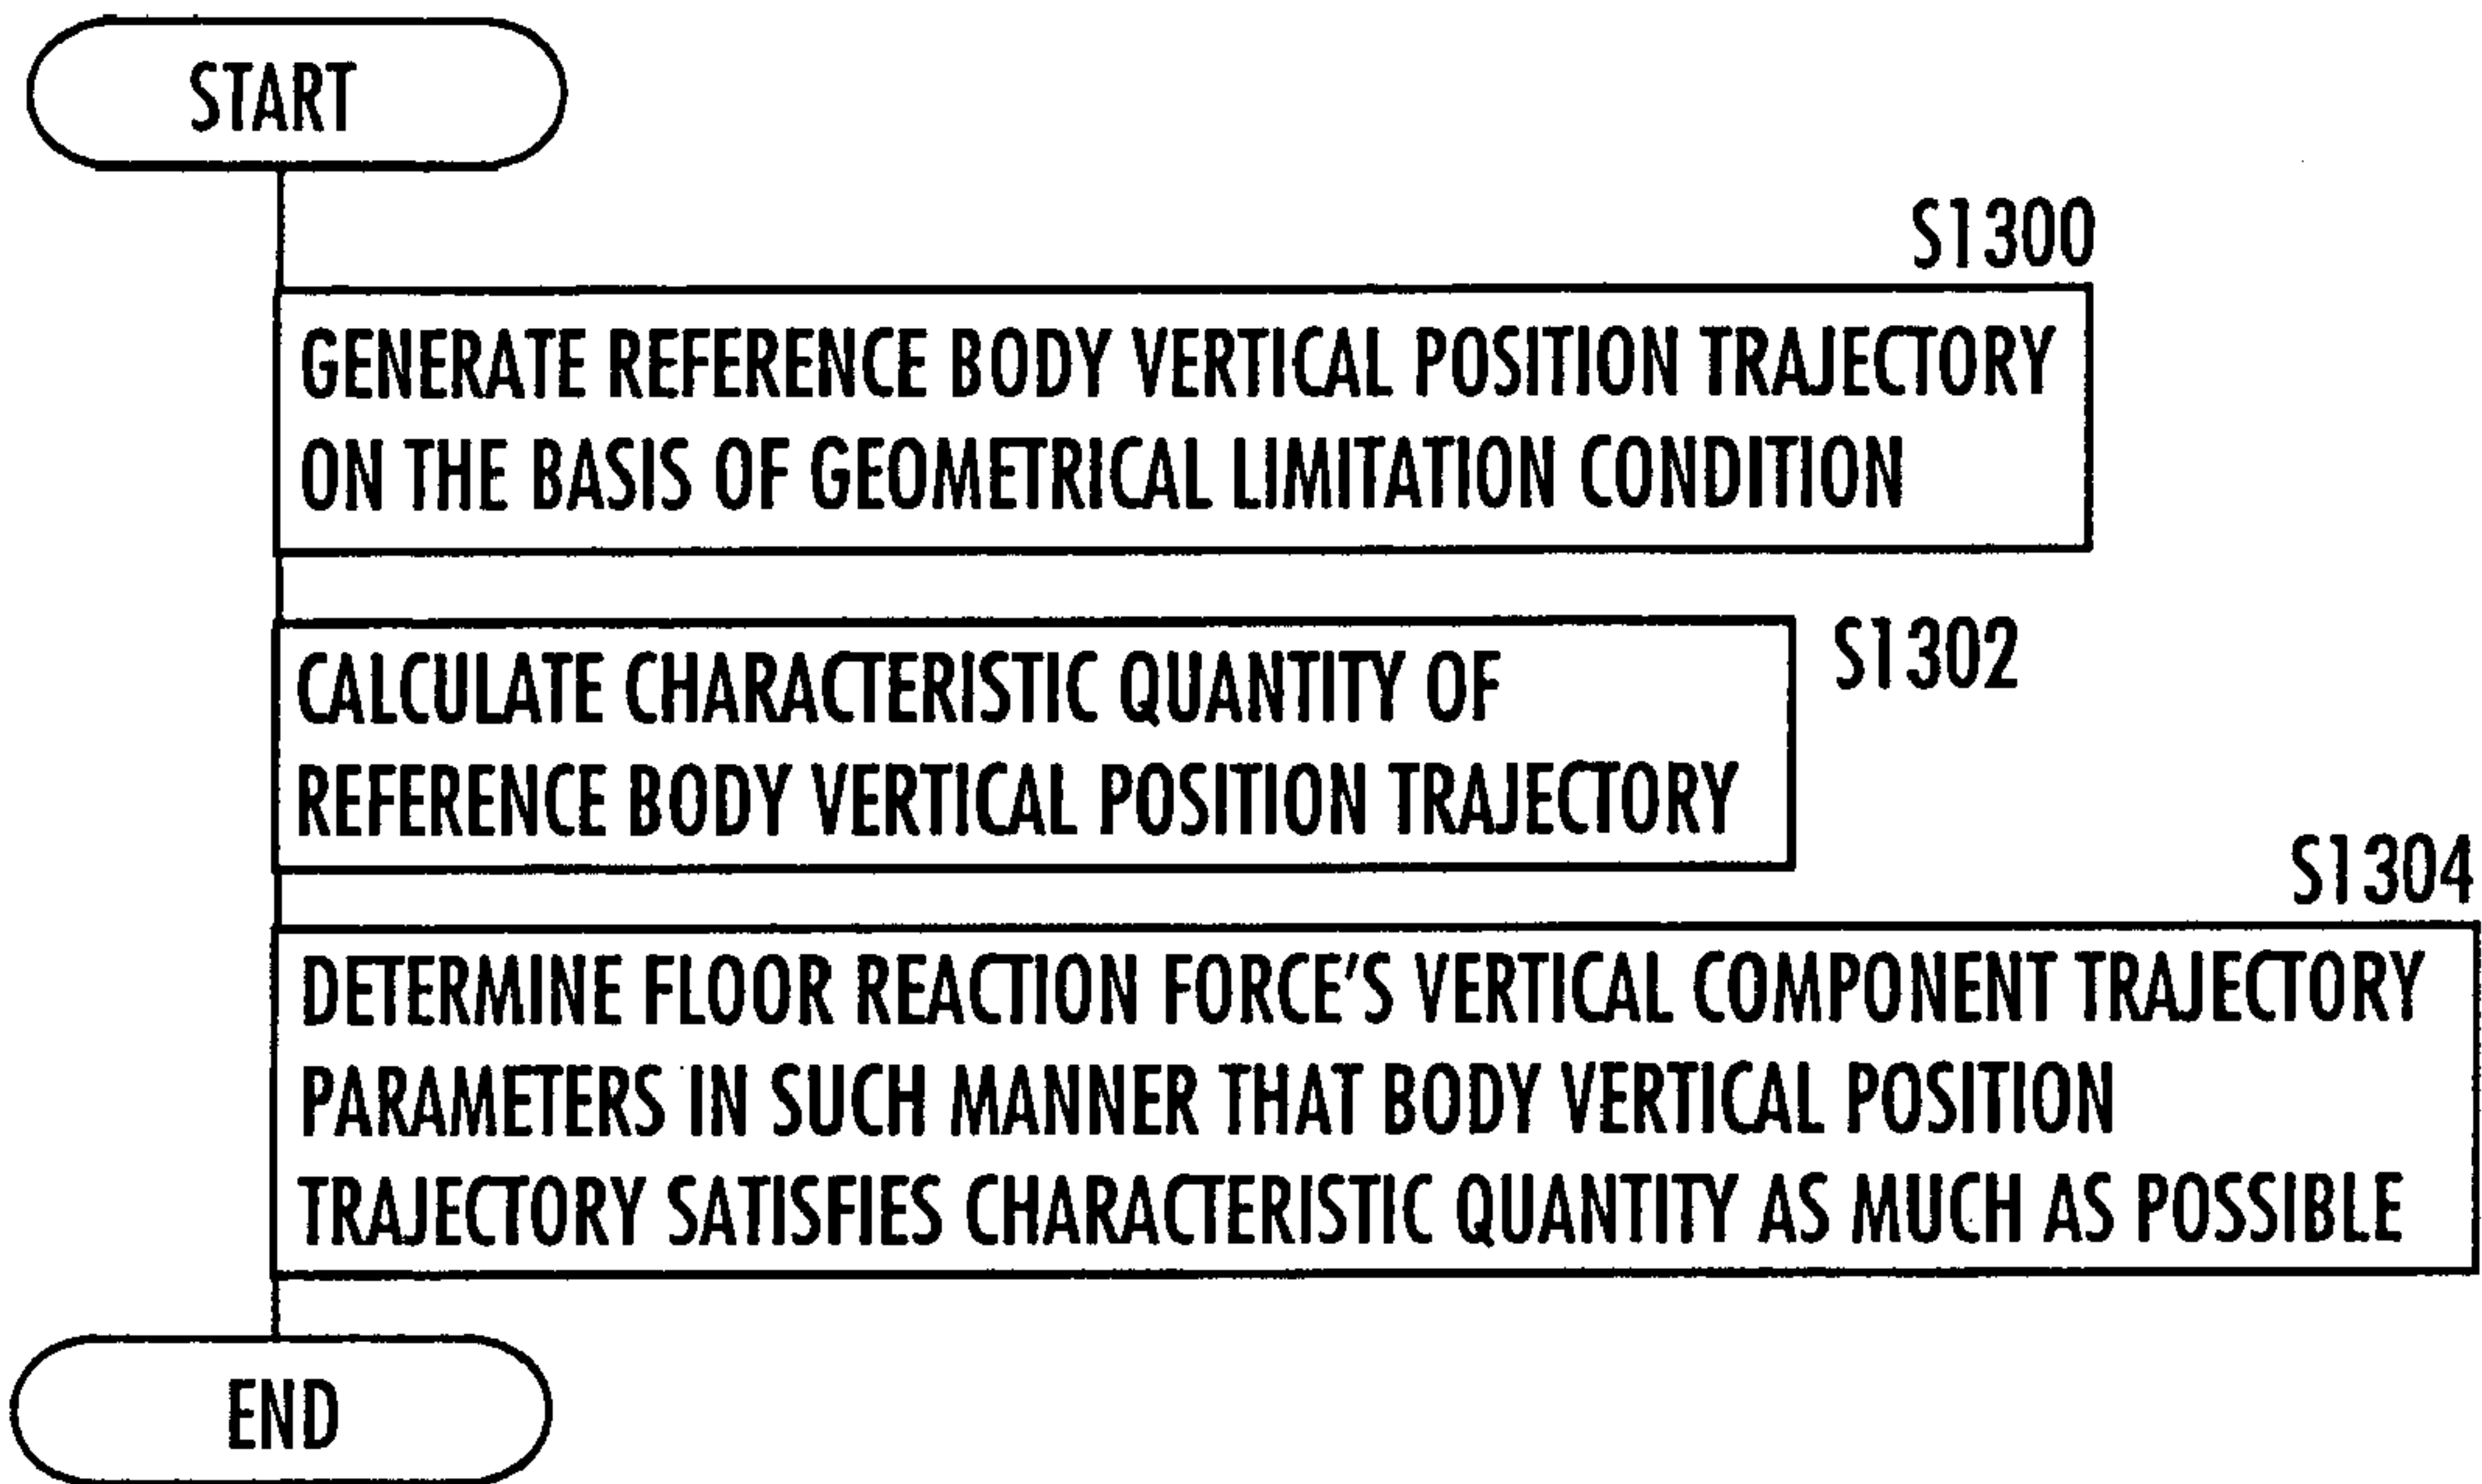 START
S1300
GENERATE REFERENCE BODY VERTICAL POSITION TRAJECTORY
ON THE BASIS OF GEOMETRICAL LIMITATION CONDITION
S1302
CALCULATE CHARACTERISTIC QUANTITY OF
REFERENCE BODY VERTICAL POSITION TRAJECTORY
S1304
DETERMINE FLOOR REACTION FORCE'S VERTICAL COMPONENT TRAJECTORY
PARAMETERS IN SUCH MANNER THAT BODY VERTICAL POSITION
TRAJECTORY SATISFIES CHARACTERISTIC QUANTITY AS MUCH AS POSSIBLE
END